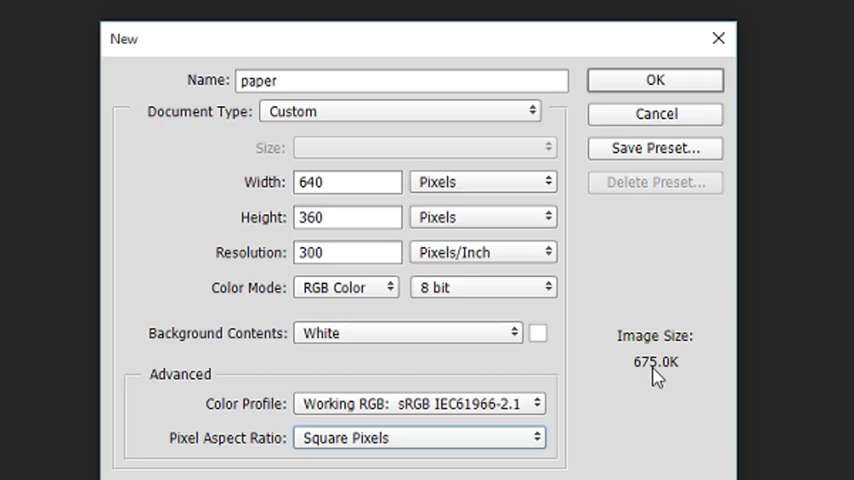 New
Name: paper
OK
Document Type: Custom
Cancel
Size:
Save Preset...
Width: 640 Pixels
Delete Preset...
Height: 360 Pixels
Resolution: 300 Pixels/Inch
Color Mode: RGB Color 8 bit
Background Contents: White
Image Size:
675.0K
Advanced
Color Profile: Working RGB: sRGB IEC61966-2.1
Pixel Aspect Ratio: Square Pixels